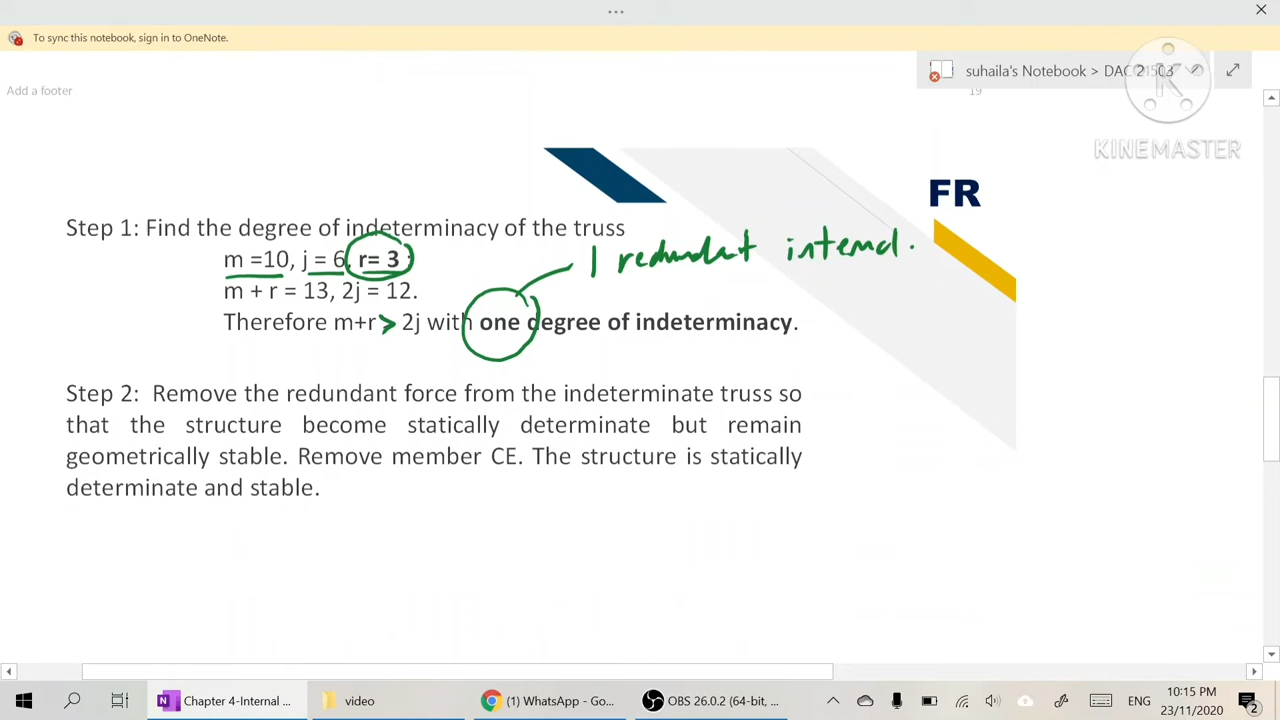 To sync this notebook, sign in to OneNote.
suhaila's Notebook >
Add a footer
19
KINEMASTER
FR
Step 1: Find the degree of indeterminacy of the truss
1 redundant internal.
m =10, j = 6, r= 3 ;
m + r = 13, 2j = 12.
Therefore m+r > 2j with one degree of indeterminacy.
Step 2: Remove the redundant force from the indeterminate truss so
that the structure become statically determinate but remain
geometrically stable. Remove member CE. The structure is statically
determinate and stable.
Chapter 4-Internal ...
video
(1) WhatsApp - Go...
OBS 26.0.2 (64-bit, ...
ENG
10:15 PM
23/11/2020
2